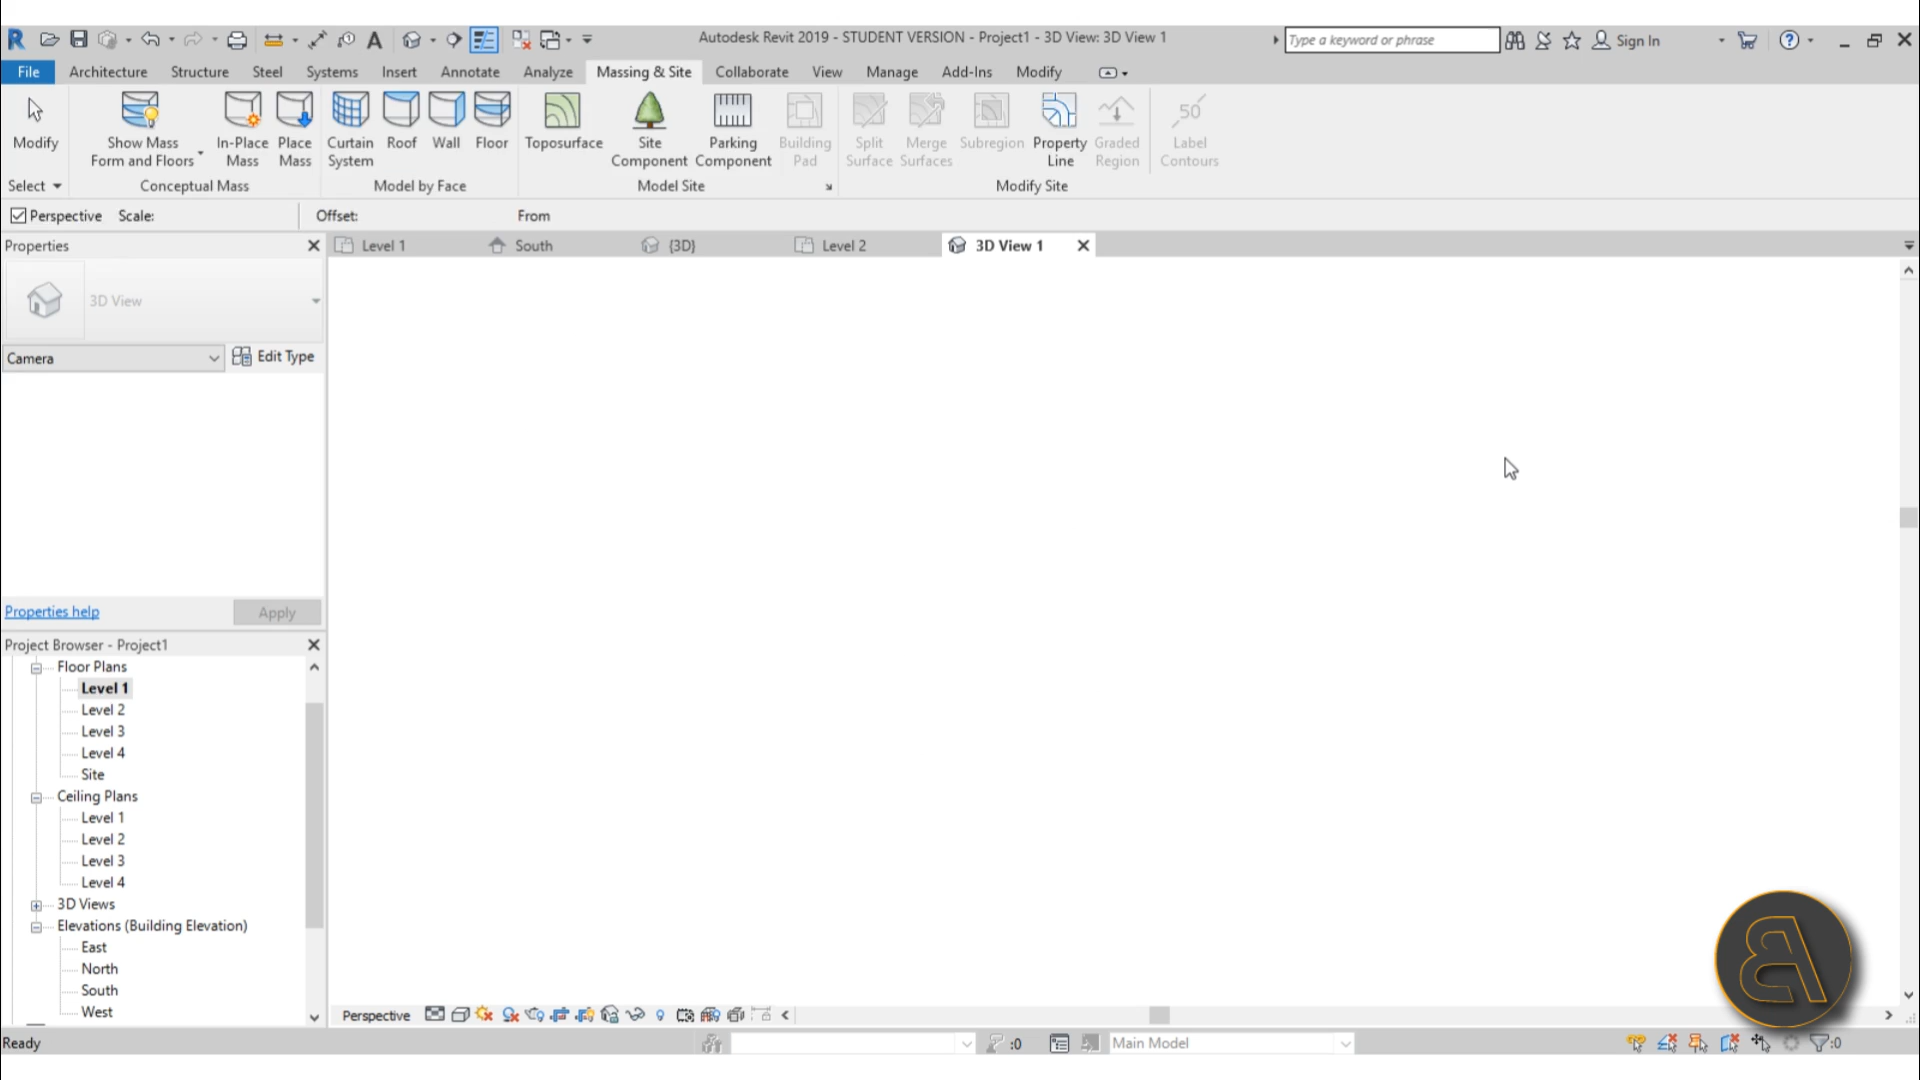 Autodesk Revit 2019 - STUDENT VERSION - Project1 - 3D View: 3D View 1
Type a keyword or phrase
Sign In
File Architecture Structure Steel Systems Insert Annotate Analyze Massing & Site Collaborate View Manage Add-Ins Modify
Modify
Show Mass
Form and Floors
In-Place
Mass
Place
Mass
Curtain
System
Roof
Wall
Floor
Toposurface
Site
Component
Parking
Component
Building
Pad
Split
Surface
Merge
Surfaces
Subregion
Property
Line
Graded
Region
50
Label
Contours
Select
Conceptual Mass
Model by Face
Model Site
Modify Site
Perspective Scale: Offset: From
Properties
Level 1 South {3D} Level 2 3D View 1
3D View
Camera
Edit Type
Properties help
Apply
Project Browser - Project1
Floor Plans
Level 1
Level 2
Level 3
Level 4
Site
Ceiling Plans
Level 1
Level 2
Level 3
Level 4
3D Views
Elevations (Building Elevation)
East
North
South
West
Perspective
Ready
:0
Main Model
:0